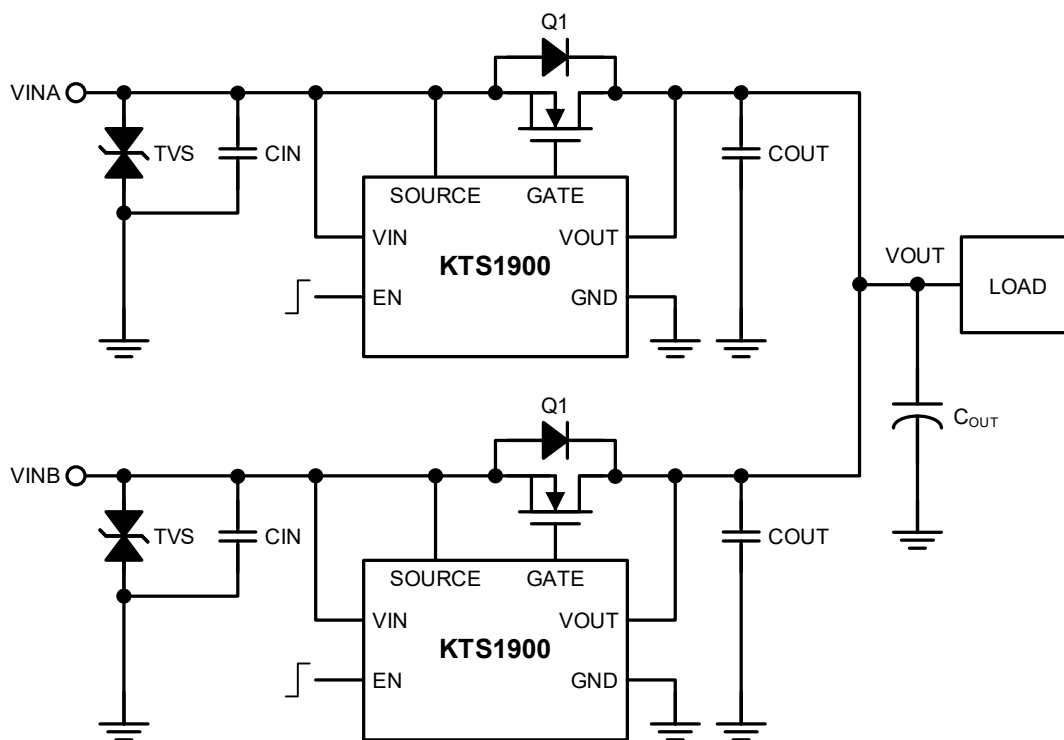 Q1
VINA
TVS
CIN
COUT
SOURCE GATE
VIN VOUT
KTS1900
EN GND
VOUT
LOAD
C_OUT
Q1
VINB
TVS
CIN
COUT
SOURCE GATE
VIN VOUT
KTS1900
EN GND